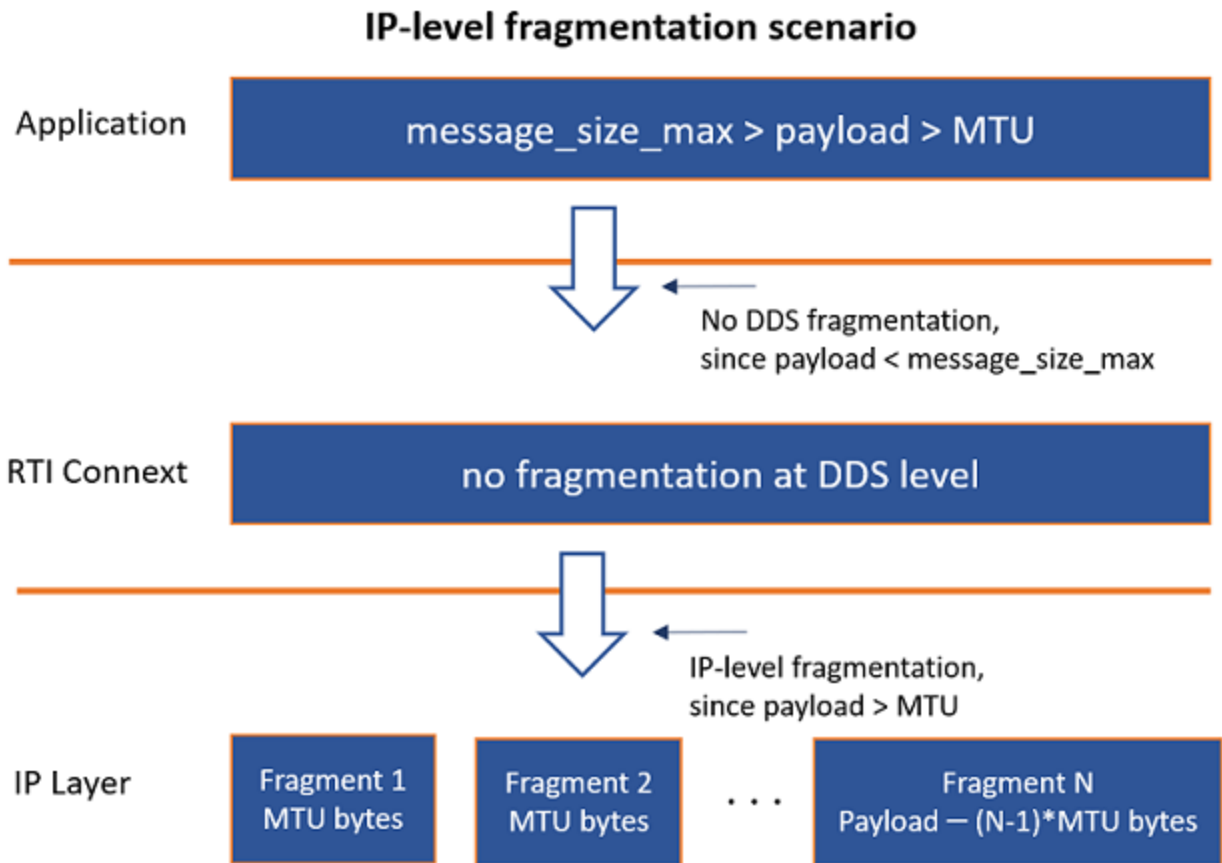 IP-level fragmentation scenario
Application
message_size_max > payload > MTU
No DDS fragmentation,
since payload < message_size_max
RTI Connext
no fragmentation at DDS level
IP-level fragmentation,
since payload > MTU
IP Layer
Fragment 1
MTU bytes
Fragment 2
MTU bytes
. . .
Fragment N
Payload – (N-1)*MTU bytes